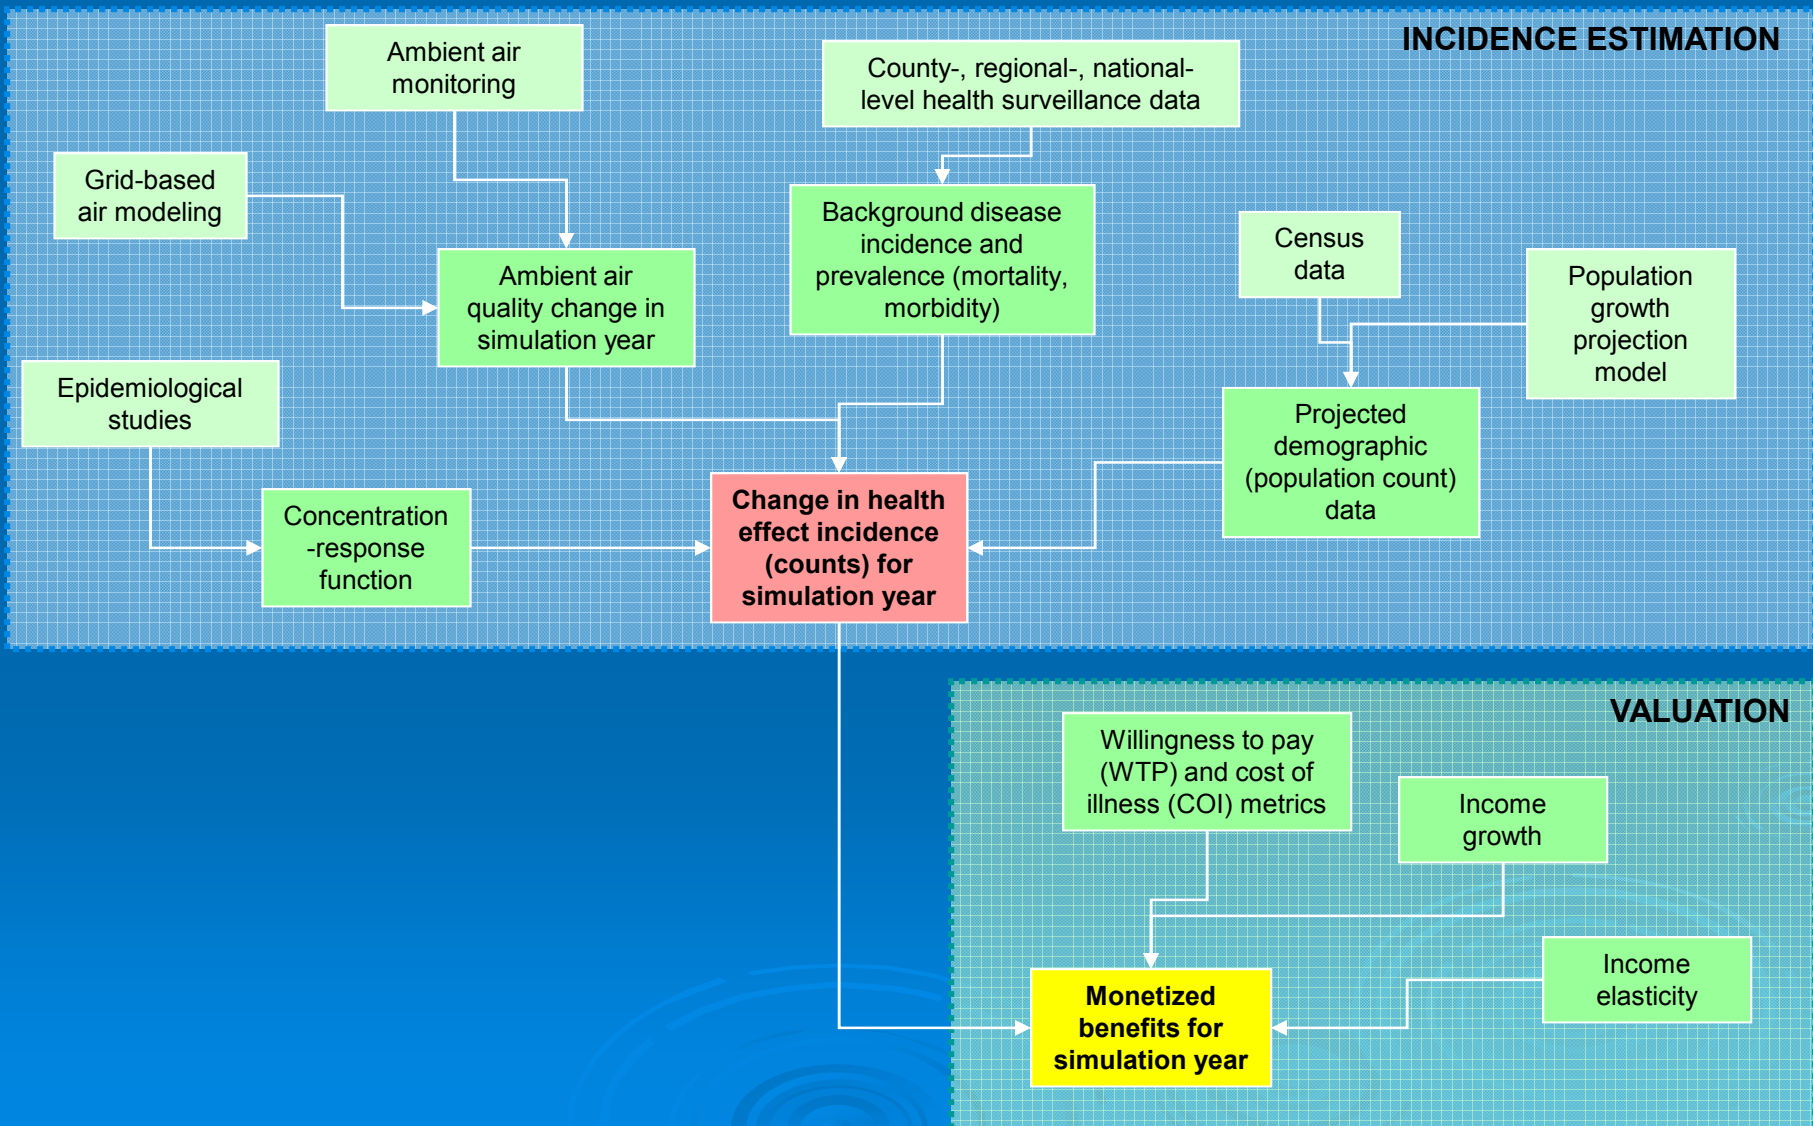 INCIDENCE ESTIMATION
Ambient air
monitoring
County-, regional-, national-
level health surveillance data
Grid-based
air modeling
Background disease
incidence and
prevalence (mortality,
morbidity)
Census
data
Population
growth
projection
model
Ambient air
quality change in
simulation year
Epidemiological
studies
Projected
demographic
(population count)
data
Concentration
-response
function
Change in health
effect incidence
(counts) for
simulation year
VALUATION
Willingness to pay
(WTP) and cost of
illness (COI) metrics
Income
growth
Income
elasticity
Monetized
benefits for
simulation year